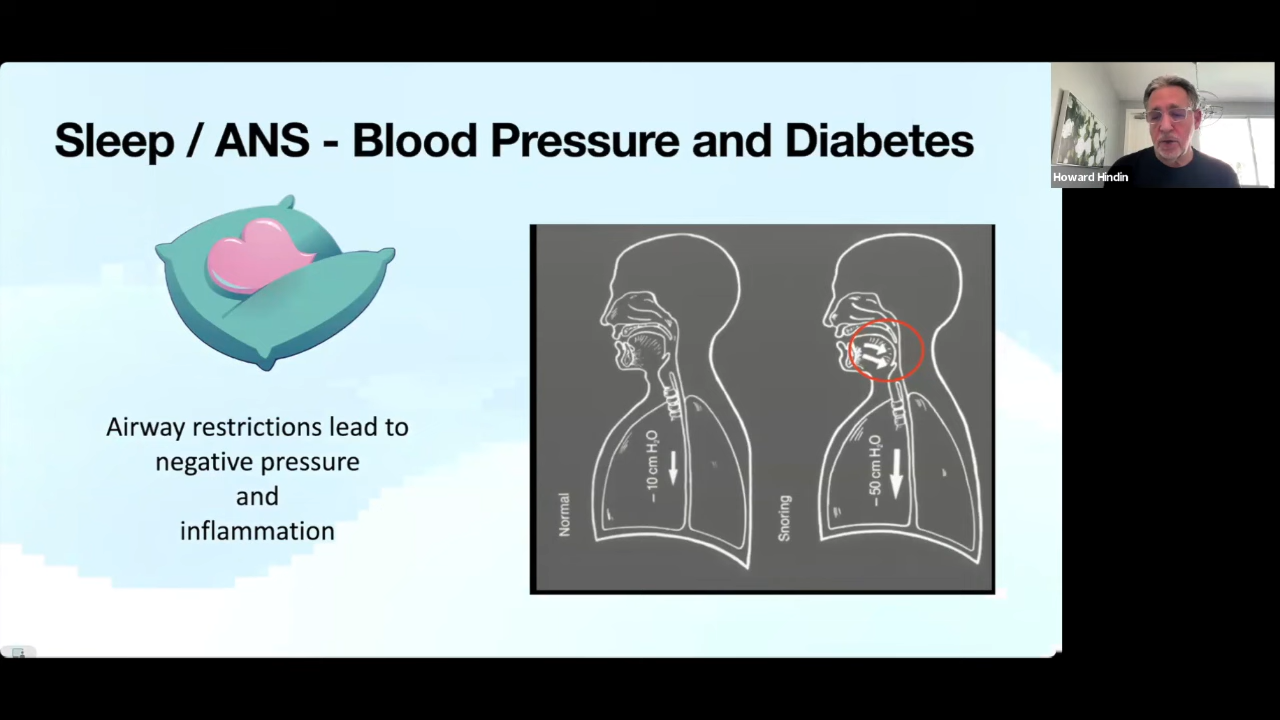 Sleep / ANS - Blood Pressure and Diabetes
Howard Hindin
Airway restrictions lead to
negative pressure
and
inflammation
Normal
– 10 cm H₂O
Snoring
– 50 cm H₂O